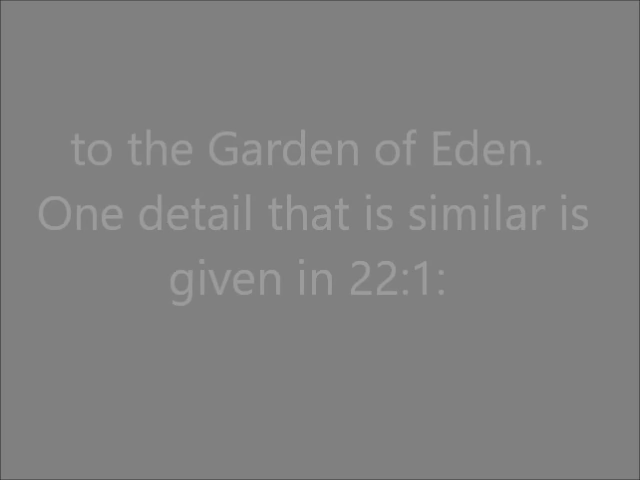 to the Garden of Eden.
One detail that is similar is
given in 22:1: